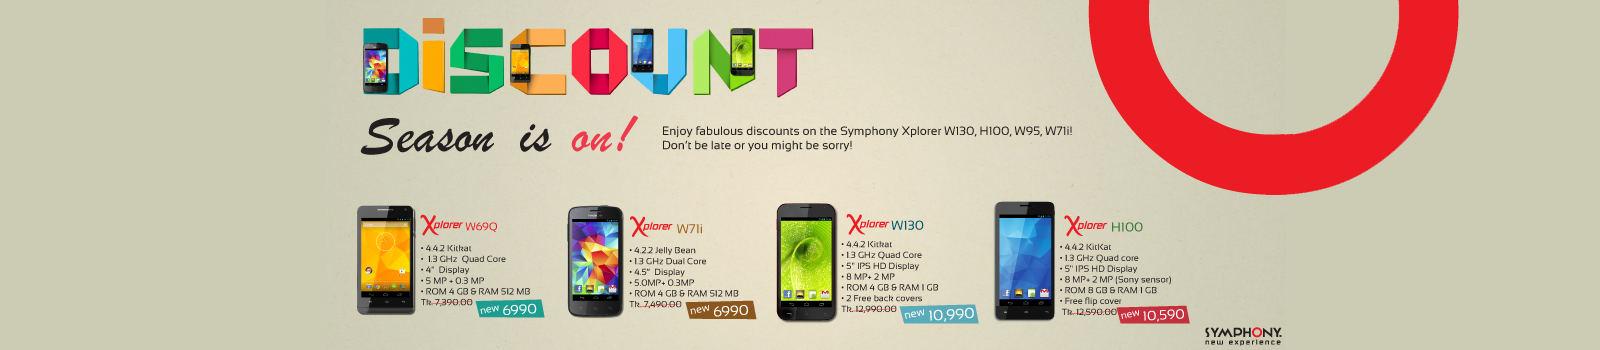 DiSCOUNT
Season is on!
Enjoy fabulous discounts on the Symphony Xplorer W130, H100, W95, W71i!
Don't be late or you might be sorry!
Xplorer W69Q
• 4.4.2 Kitkat
• 1.3 GHz Quad Core
• 4" Display
• 5 MP + 0.3 MP
• ROM 4 GB & RAM 512 MB
Tk. 7,390.00 new 6990
Xplorer W71i
• 4.2.2 Jelly Bean
• 1.3 GHz Dual Core
• 4.5" Display
• 5.0MP+ 0.3MP
• ROM 4 GB & RAM 512 MB
Tk. 7,490.00 new 6990
Xplorer W130
• 4.4.2 Kitkat
• 1.3 GHz Quad Core
• 5" IPS HD Display
• 8 MP+ 2 MP
• ROM 4 GB & RAM 1 GB
• 2 Free back covers
Tk. 12,990.00 new 10,990
Xplorer H100
• 4.4.2 KitKat
• 1.3 GHz Quad core
• 5" IPS HD Display
• 8 MP+ 2 MP (Sony sensor)
• ROM 8 GB & RAM 1 GB
• Free flip cover
Tk. 12,590.00 new 10,590
SYMPHONY
new experience